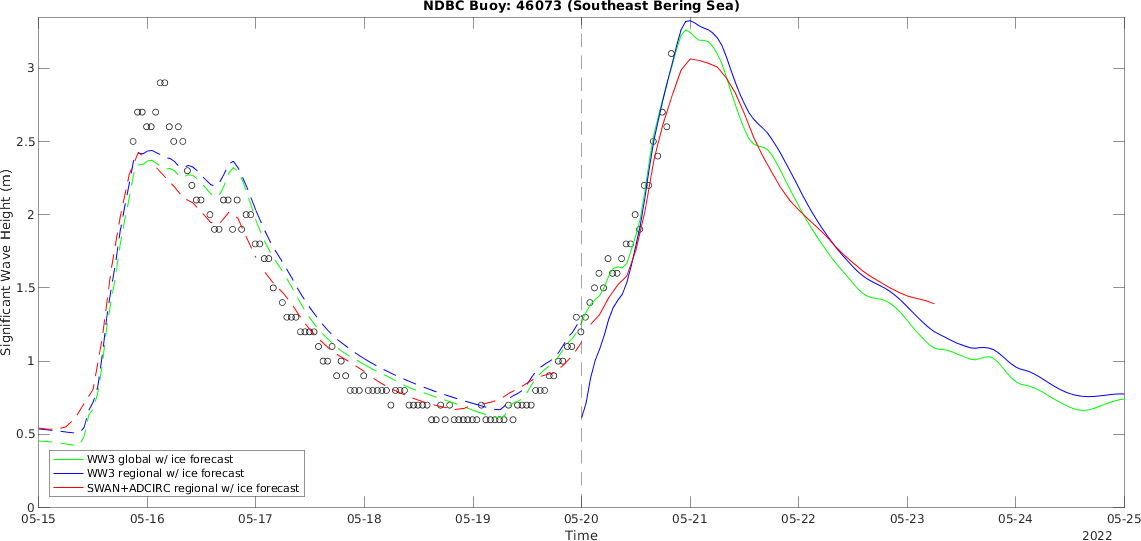 NDBC Buoy: 46073 (Southeast Bering Sea)
Significant Wave Height (m)
3
2.5
2
1.5
1
0.5
0
WW3 global w/ ice forecast
WW3 regional w/ ice forecast
SWAN+ADCIRC regional w/ ice forecast
05-15 05-16 05-17 05-18 05-19 05-20 05-21 05-22 05-23 05-24 05-25
Time
2022